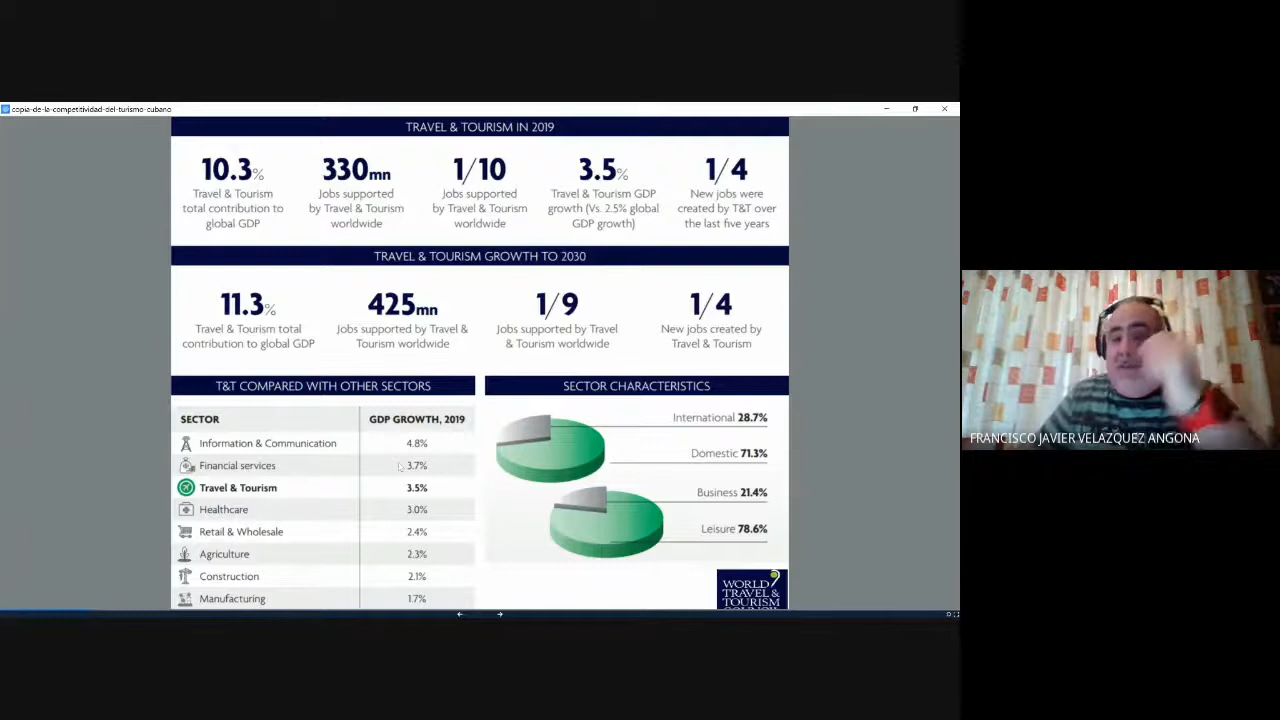 copia-de-la-competitividad-del-turismo-cubano
TRAVEL & TOURISM IN 2019
10.3%
Travel & Tourism
total contribution to
global GDP
330mn
Jobs supported
by Travel & Tourism
worldwide
1/10
Jobs supported
by Travel & Tourism
worldwide
3.5%
Travel & Tourism GDP
growth (Vs. 2.5% global
GDP growth)
1/4
New jobs were
created by T&T over
the last five years
TRAVEL & TOURISM GROWTH TO 2030
11.3%
Travel & Tourism total
contribution to global GDP
425mn
Jobs supported by Travel &
Tourism worldwide
1/9
Jobs supported by Travel
& Tourism worldwide
1/4
New jobs created by
Travel & Tourism
T&T COMPARED WITH OTHER SECTORS
SECTOR GDP GROWTH, 2019
Information & Communication 4.8%
Financial services 3.7%
Travel & Tourism 3.5%
Healthcare 3.0%
Retail & Wholesale 2.4%
Agriculture 2.3%
Construction 2.1%
Manufacturing 1.7%
SECTOR CHARACTERISTICS
International 28.7%
Domestic 71.3%
Business 21.4%
Leisure 78.6%
WORLD
TRAVEL &
TOURISM
COUNCIL
FRANCISCO JAVIER VELAZQUEZ ANGONA